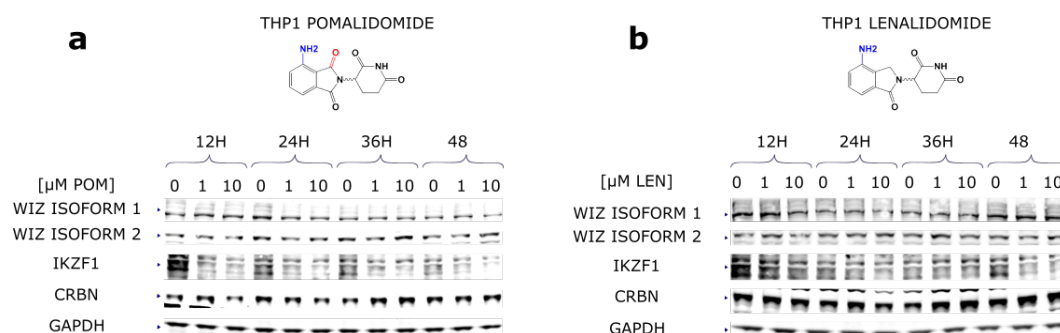 a
THP1 POMALIDOMIDE
NH2
O
O
NH
N
O
O
12H 24H 36H 48
[µM POM] 0 1 10 0 1 10 0 1 10 0 1 10
WIZ ISOFORM 1
WIZ ISOFORM 2
IKZF1
CRBN
GAPDH
b
THP1 LENALIDOMIDE
NH2
O
NH
N
O
O
12H 24H 36H 48
[µM LEN] 0 1 10 0 1 10 0 1 10 0 1 10
WIZ ISOFORM 1
WIZ ISOFORM 2
IKZF1
CRBN
GAPDH